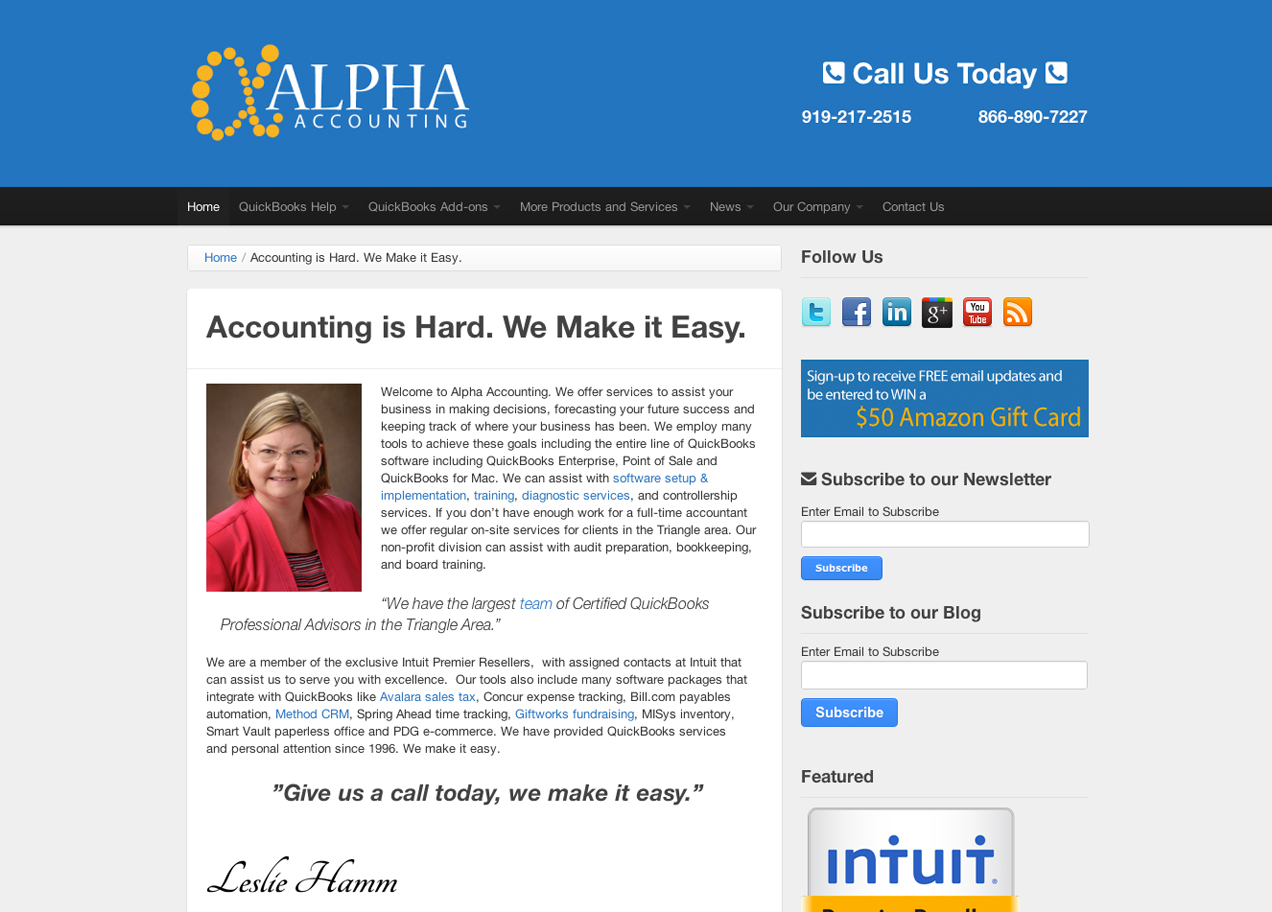 ALPHA
ACCOUNTING
Call Us Today
919-217-2515 866-890-7227
Home QuickBooks Help QuickBooks Add-ons More Products and Services News Our Company Contact Us
Home / Accounting is Hard. We Make it Easy.
Accounting is Hard. We Make it Easy.
Welcome to Alpha Accounting. We offer services to assist your
business in making decisions, forecasting your future success and
keeping track of where your business has been. We employ many
tools to achieve these goals including the entire line of QuickBooks
software including QuickBooks Enterprise, Point of Sale and
QuickBooks for Mac. We can assist with software setup &
implementation, training, diagnostic services, and controllership
services. If you don’t have enough work for a full-time accountant
we offer regular on-site services for clients in the Triangle area. Our
non-profit division can assist with audit preparation, bookkeeping,
and board training.
“We have the largest team of Certified QuickBooks
Professional Advisors in the Triangle Area.”
We are a member of the exclusive Intuit Premier Resellers,  with assigned contacts at Intuit that
can assist us to serve you with excellence.  Our tools also include many software packages that
integrate with QuickBooks like Avalara sales tax, Concur expense tracking, Bill.com payables
automation, Method CRM, Spring Ahead time tracking, Giftworks fundraising, MISys inventory,
Smart Vault paperless office and PDG e-commerce. We have provided QuickBooks services
and personal attention since 1996. We make it easy.
”Give us a call today, we make it easy.”
Leslie Hamm
Follow Us
You
Tube
Sign-up to receive FREE email updates and
be entered to WIN a
$50 Amazon Gift Card
Subscribe to our Newsletter
Enter Email to Subscribe
Subscribe
Subscribe to our Blog
Enter Email to Subscribe
Subscribe
Featured
intuit.